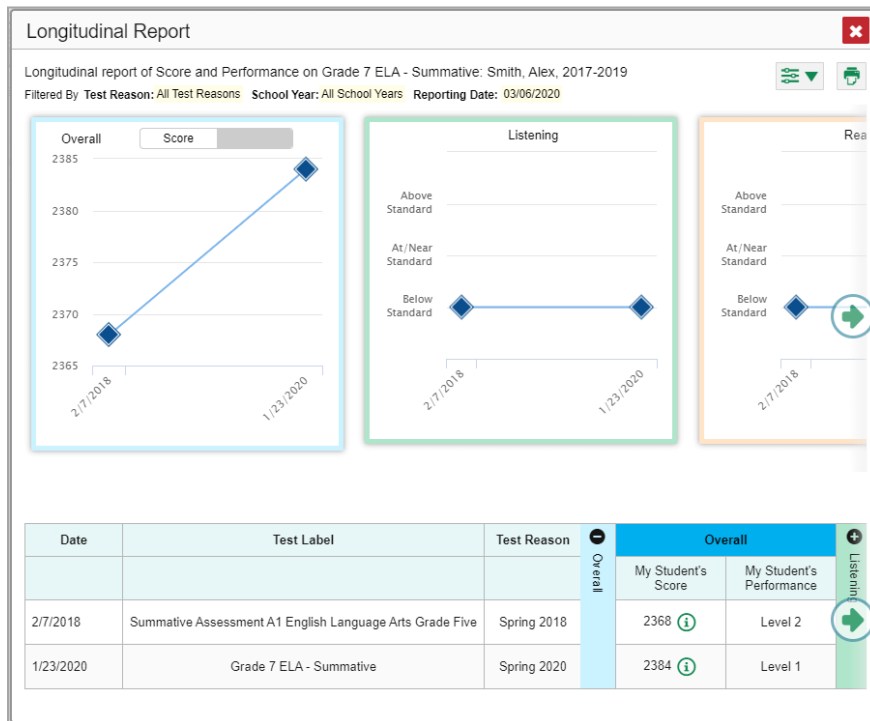 Longitudinal Report
Longitudinal report of Score and Performance on Grade 7 ELA - Summative: Smith, Alex, 2017-2019
Filtered By Test Reason: All Test Reasons School Year: All School Years Reporting Date: 03/06/2020
Overall Score
2385
2380
2375
2370
2365
2/7/2018 1/23/2020
Listening
Above
Standard
At/Near
Standard
Below
Standard
2/7/2018 1/23/2020
Rea
Above
Standard
At/Near
Standard
Below
Standard
2/7/2018
Date Test Label Test Reason Overall Overall Listening
My Student's Score My Student's Performance
2/7/2018 Summative Assessment A1 English Language Arts Grade Five Spring 2018 2368 Level 2
1/23/2020 Grade 7 ELA - Summative Spring 2020 2384 Level 1